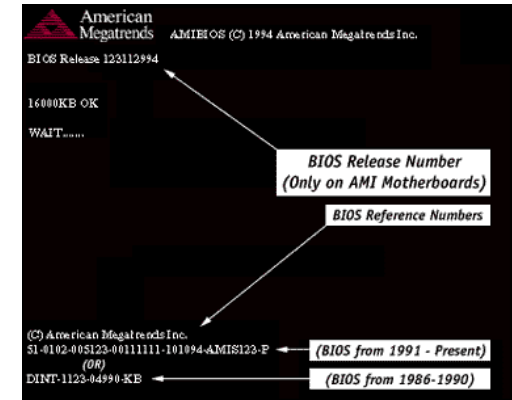 American
Megatrends AMIBIOS (C) 1994 American Megatrends Inc.
BIOS Release 123112994
16000KB OK
WAIT......
BIOS Release Number
(Only on AMI Motherboards)
BIOS Reference Numbers
(C) American Megatrends Inc.
51-0102-005123-00111111-101094-AMIS123-P
(BIOS from 1991 - Present)
(OR)
DINT-1123-04990-KB
(BIOS from 1986-1990)